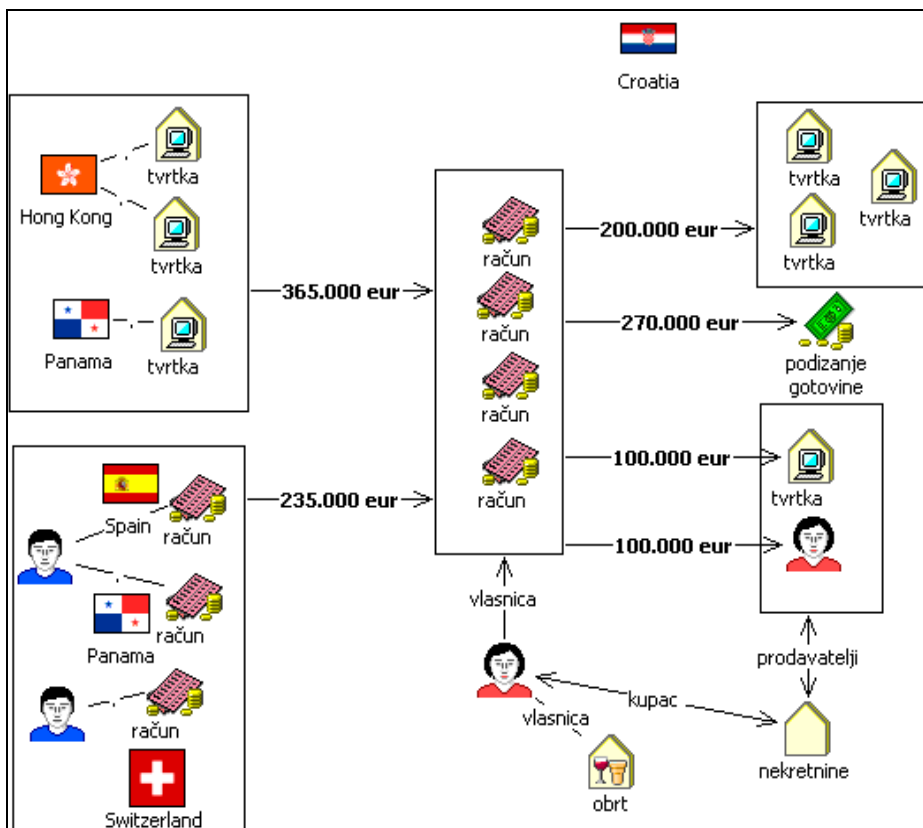 Croatia
Hong Kong
tvrtka
tvrtka
Panama
tvrtka
365.000 eur
račun
račun
račun
račun
200.000 eur
tvrtka
tvrtka
tvrtka
270.000 eur
podizanje
gotovine
Spain
račun
Panama
račun
račun
Switzerland
235.000 eur
100.000 eur
tvrtka
100.000 eur
vlasnica
vlasnica
obrt
kupac
prodavatelji
nekretnine